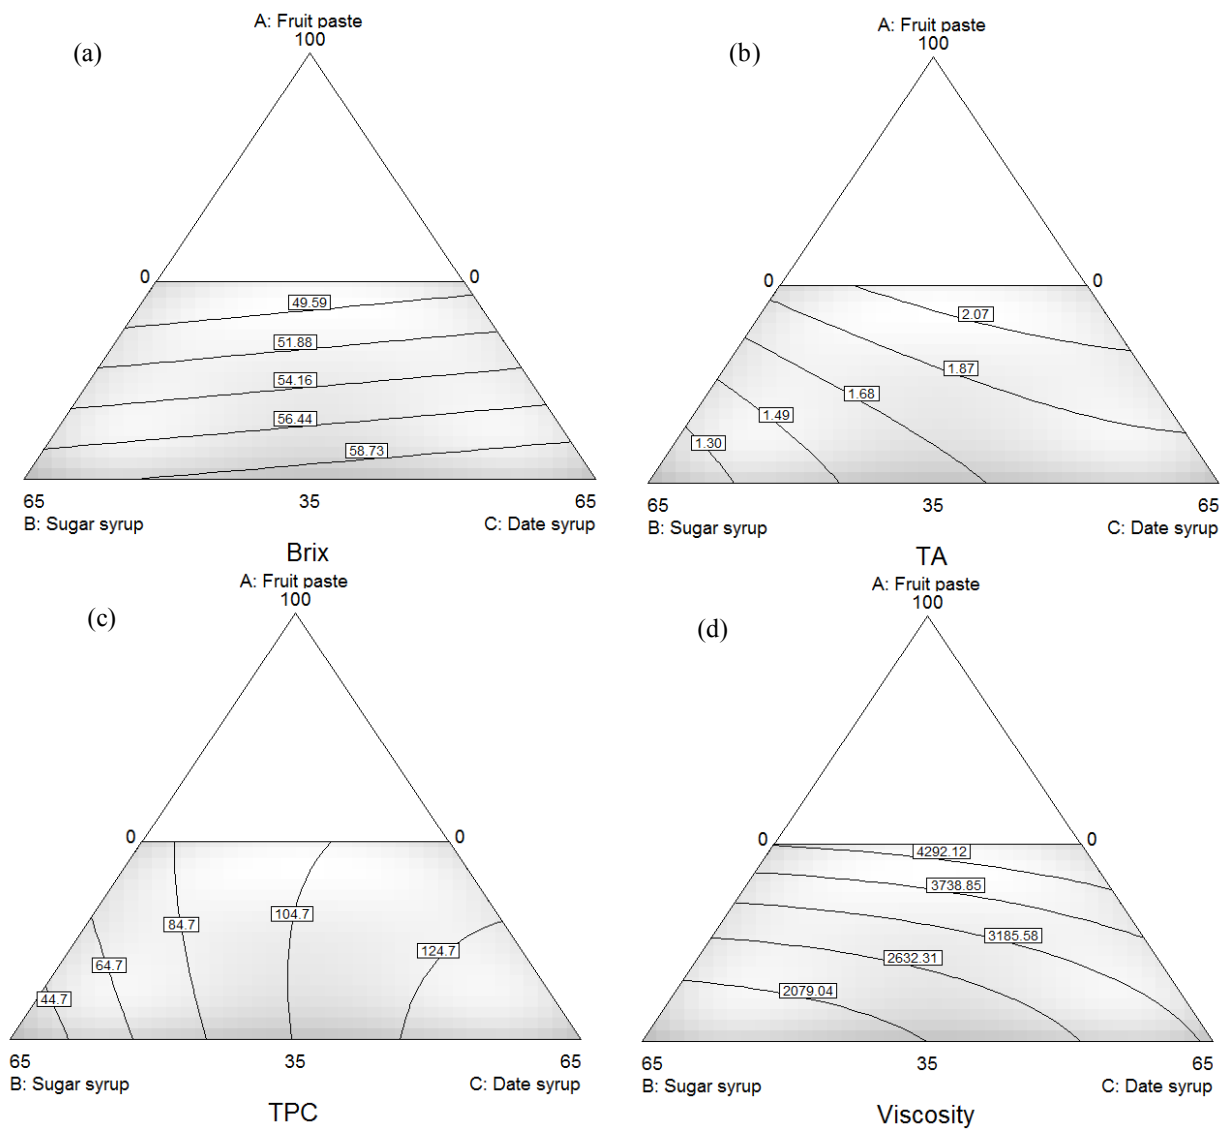 (a)
A: Fruit paste
100
0
0
49.59
51.88
54.16
56.44
58.73
65
35
65
B: Sugar syrup
C: Date syrup
Brix
(b)
A: Fruit paste
100
0
0
2.07
1.87
1.68
1.49
1.30
65
35
65
B: Sugar syrup
C: Date syrup
TA
(c)
A: Fruit paste
100
0
0
104.7
84.7
124.7
64.7
44.7
65
35
65
B: Sugar syrup
C: Date syrup
TPC
(d)
A: Fruit paste
100
0
0
4292.12
3738.85
3185.58
2632.31
2079.04
65
35
65
B: Sugar syrup
C: Date syrup
Viscosity